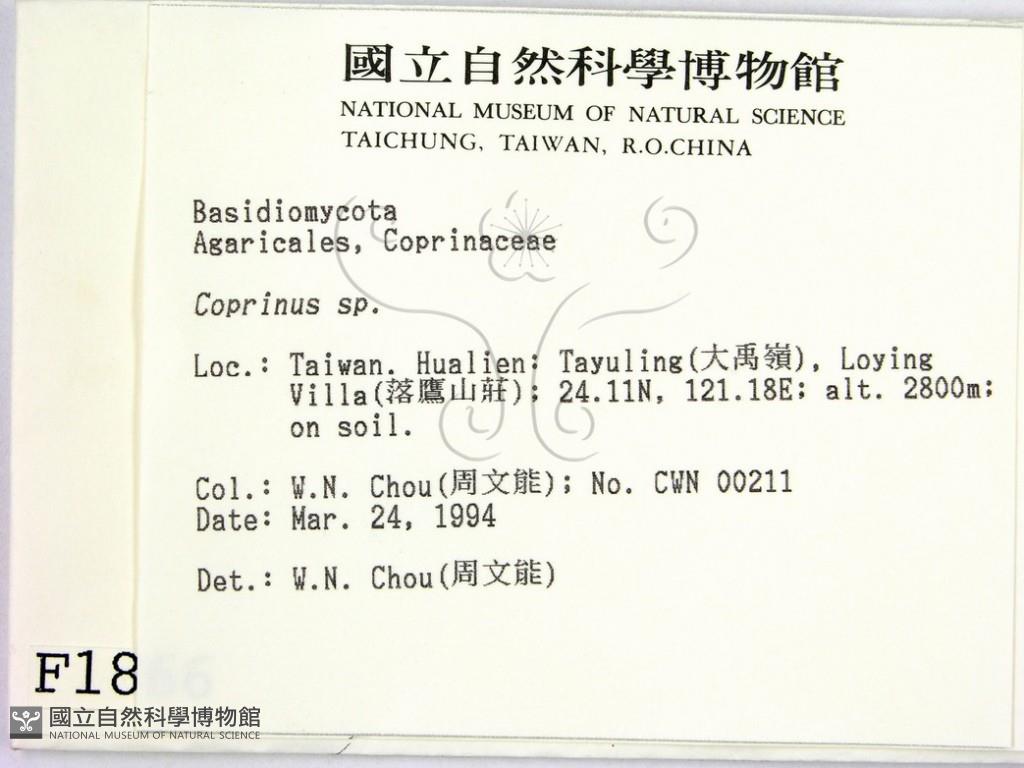 國立自然科學博物館
NATIONAL MUSEUM OF NATURAL SCIENCE
TAICHUNG, TAIWAN, R.O.CHINA
Basidiomycota
Agaricales, Coprinaceae
Coprinus sp.
Loc.: Taiwan. Hualien: Tayuling(大禹嶺), Loying
Villa(落鷹山莊); 24.11N, 121.18E; alt. 2800m;
on soil.
Col.: W.N. Chou(周文能); No. CWN 00211
Date: Mar. 24, 1994
Det.: W.N. Chou(周文能)
F1866
國立自然科學博物館
NATIONAL MUSEUM OF NATURAL SCIENCE